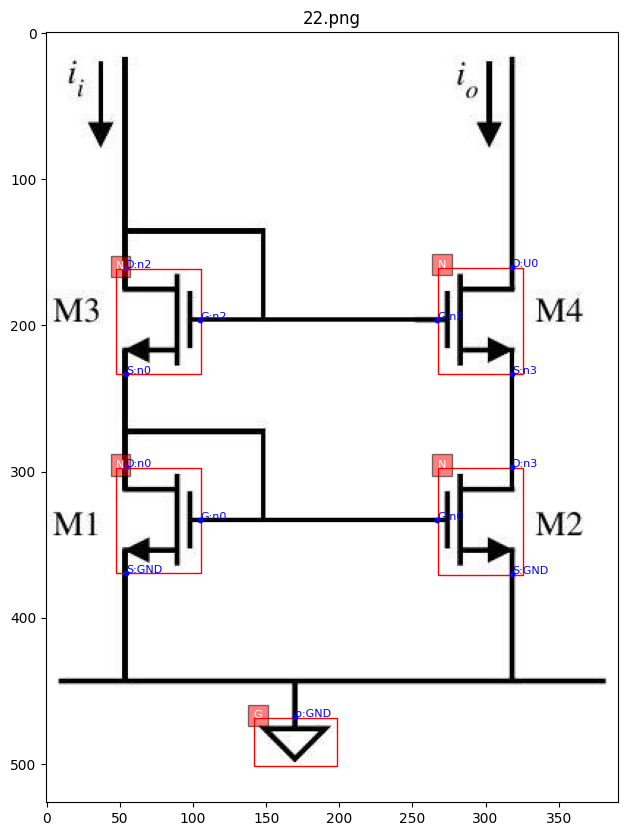 22.png
0
i_i
i_o
100
N D:n2
N D:U0
M3
G:n2
G:n2
M4
200
S:n0
S:n3
N D:n0
N D:n3
300
M1
G:n0
G:n0
M2
S:GND
S:GND
400
G p:GND
500
0 50 100 150 200 250 300 350